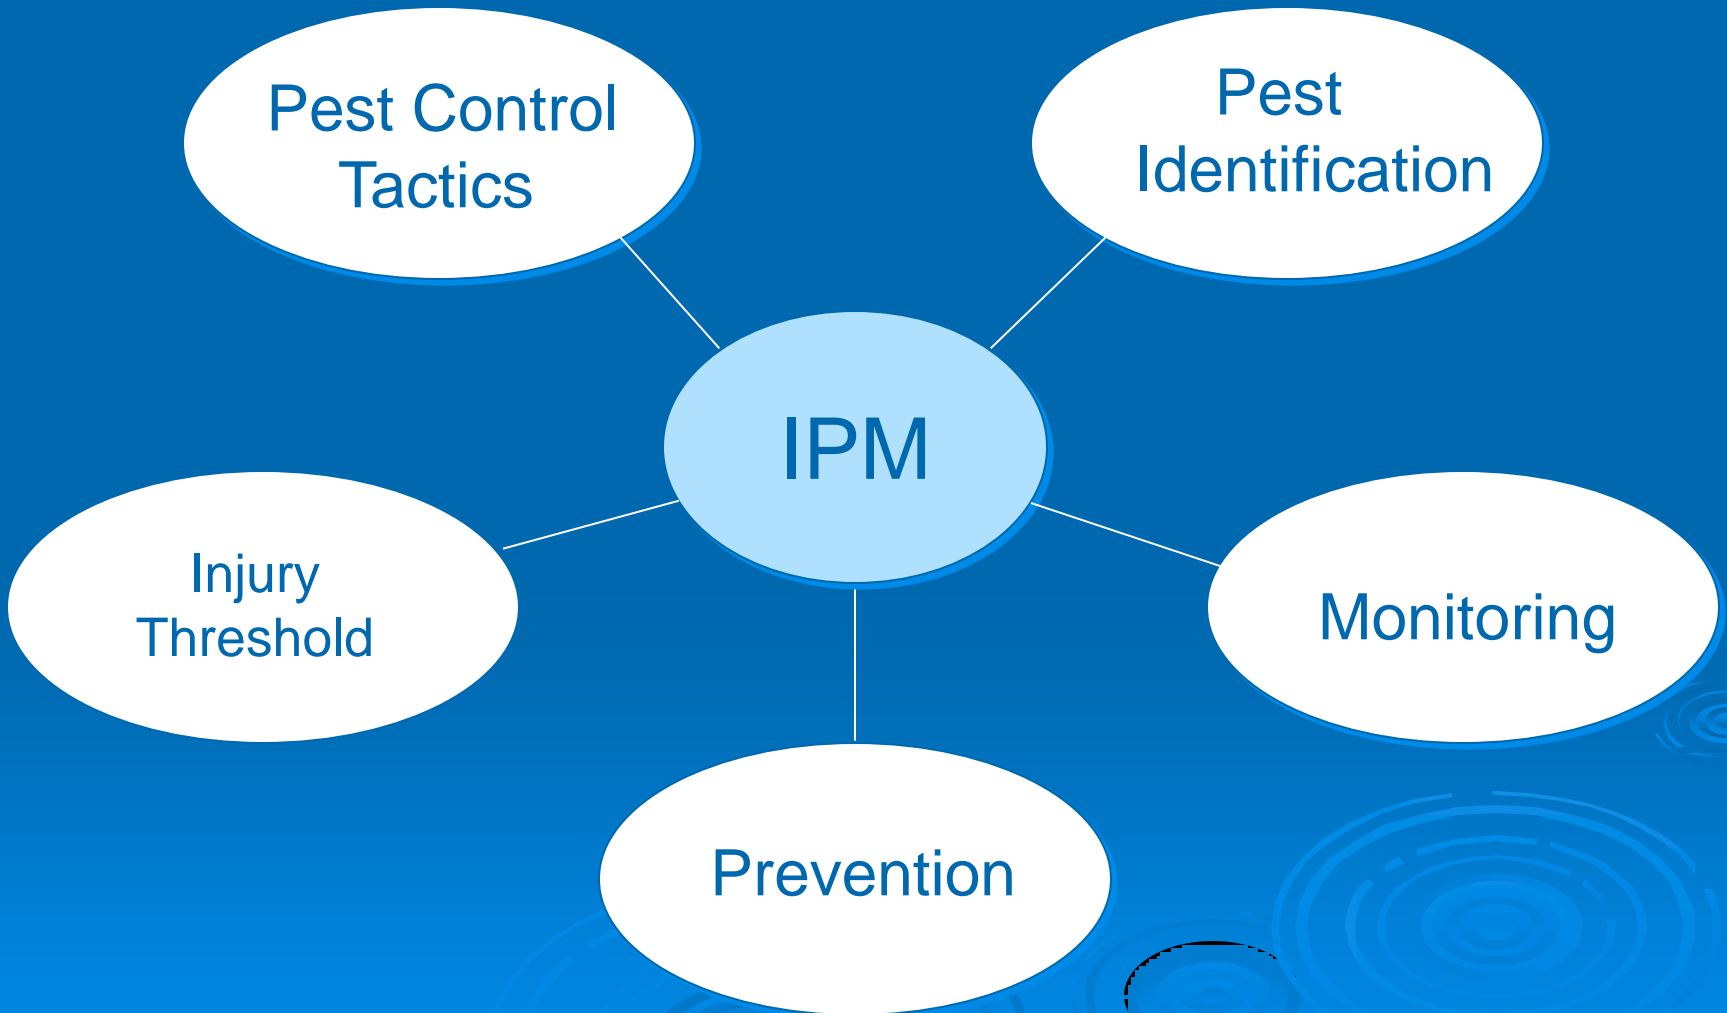 Pest Control
Tactics
Pest
Identification
IPM
Injury
Threshold
Monitoring
Prevention